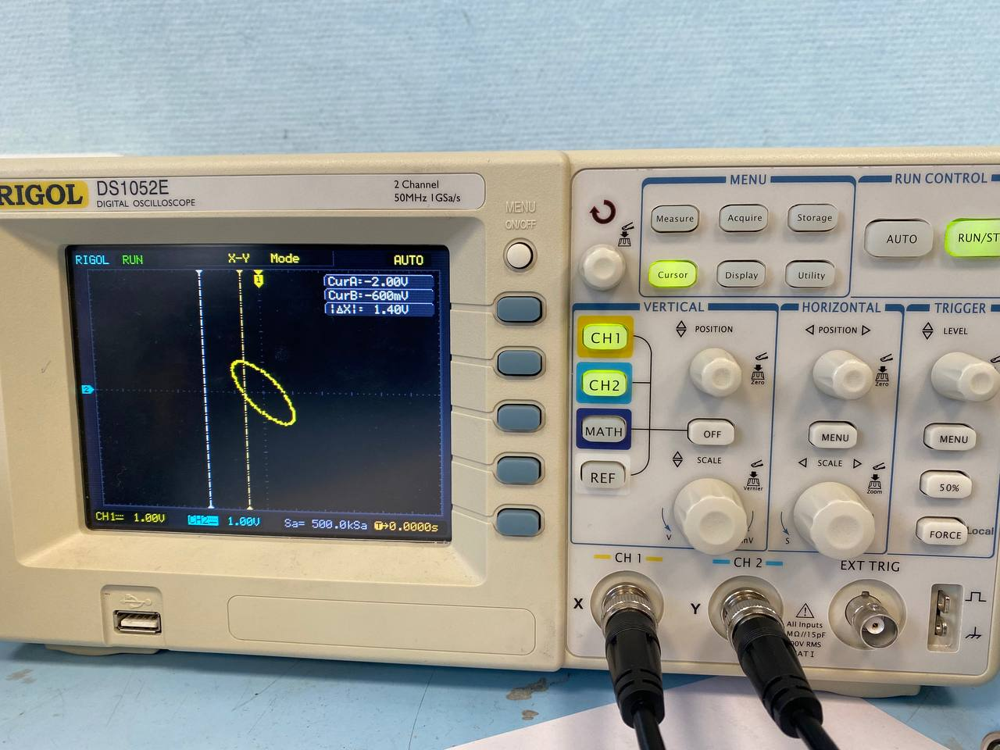 RIGOL
DS1052E
DIGITAL OSCILLOSCOPE
2 Channel
50MHz 1GSa/s
MENU
ON/OFF
RIGOL RUN X-Y Mode AUTO
1
CurA:-2.00V
CurB:-600mV
|ΔX|: 1.40V
2
CH1 1.00V CH2 1.00V Sa= 500.0kSa T→0.0000s
MENU
Measure Acquire Storage
Cursor Display Utility
RUN CONTROL
AUTO RUN/ST
VERTICAL
CH1
CH2
MATH
REF
POSITION
Zero
OFF
SCALE
Vernier
V mV
HORIZONTAL
POSITION
Zero
MENU
SCALE
Zoom
S
TRIGGER
LEVEL
MENU
50%
FORCE
Local
CH 1 CH 2 EXT TRIG
X Y
All Inputs
MΩ//15pF
00V RMS
AT I